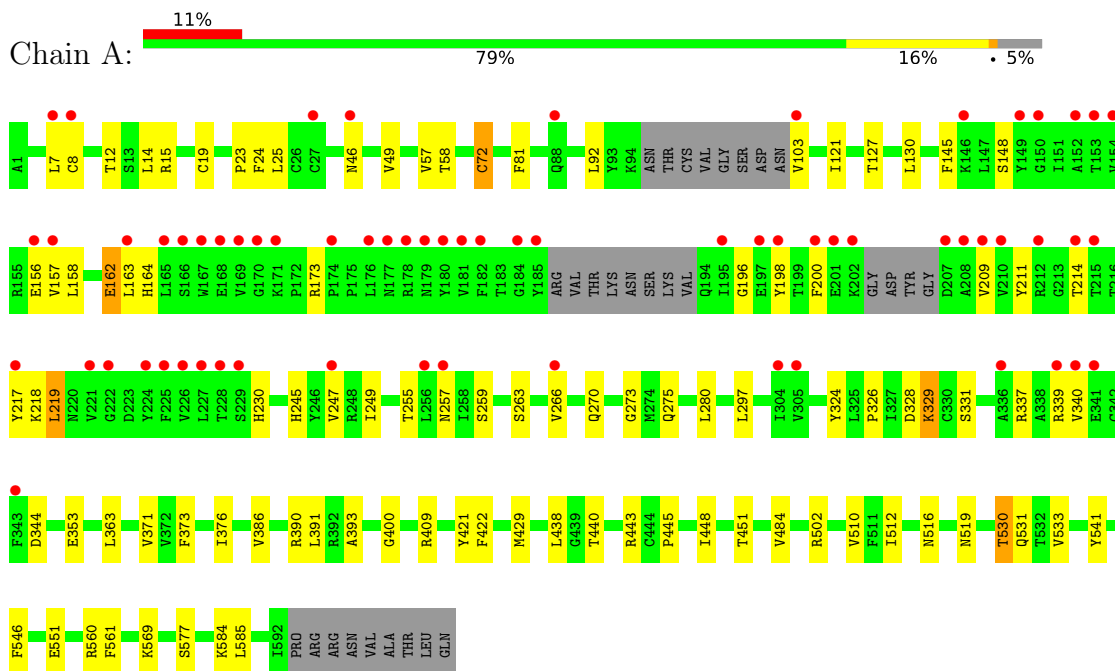 11%
Chain A:
79% 16% • 5%
A1 L7 C8 T12 S13 L14 R15 C19 P23 F24 L25 C26 C27 N46 V49 V57 T58 C72 F81 Q88 L92 Y93 K94 ASN THR CYS VAL GLY SER ASP ASN V103 I121 T127 L130 F145 K146 L147 S148 Y149 G150 I151 A152 T153 V154
R155 E156 V157 L158 E162 L163 H164 L165 S166 W167 E168 V169 G170 K171 P172 R173 P174 P175 L176 N177 R178 N179 Y180 V181 F182 T183 G184 Y185 ARG VAL THR LYS ASN SER LYS VAL Q194 I195 G196 E197 Y198 T199 F200 E201 K202 GLY ASP TYR GLY D207 A208 V209 V210 Y211 R212 G213 T214 T215 T216
Y217 K218 L219 N220 V221 G222 D223 Y224 F225 V226 L227 T228 S229 H230 H245 Y246 V247 R248 I249 T255 L256 N257 I258 S259 S263 V266 Q270 G273 M274 Q275 L280 L297 I304 V305 Y324 L325 P326 I327 D328 K329 C330 S331 A336 R337 A338 R339 V340 E341 C342
F343 D344 E353 L363 V371 V372 F373 I376 V386 R390 L391 R392 A393 G400 R409 Y421 F422 M429 L438 G439 T440 R443 C444 P445 I448 T451 V484 R502 V510 F511 I512 N516 N519 T530 Q531 T532 V533 Y541
F546 E551 R560 F561 K569 S577 K584 L585 I592 PRO ARG ARG ASN VAL ALA THR LEU GLN